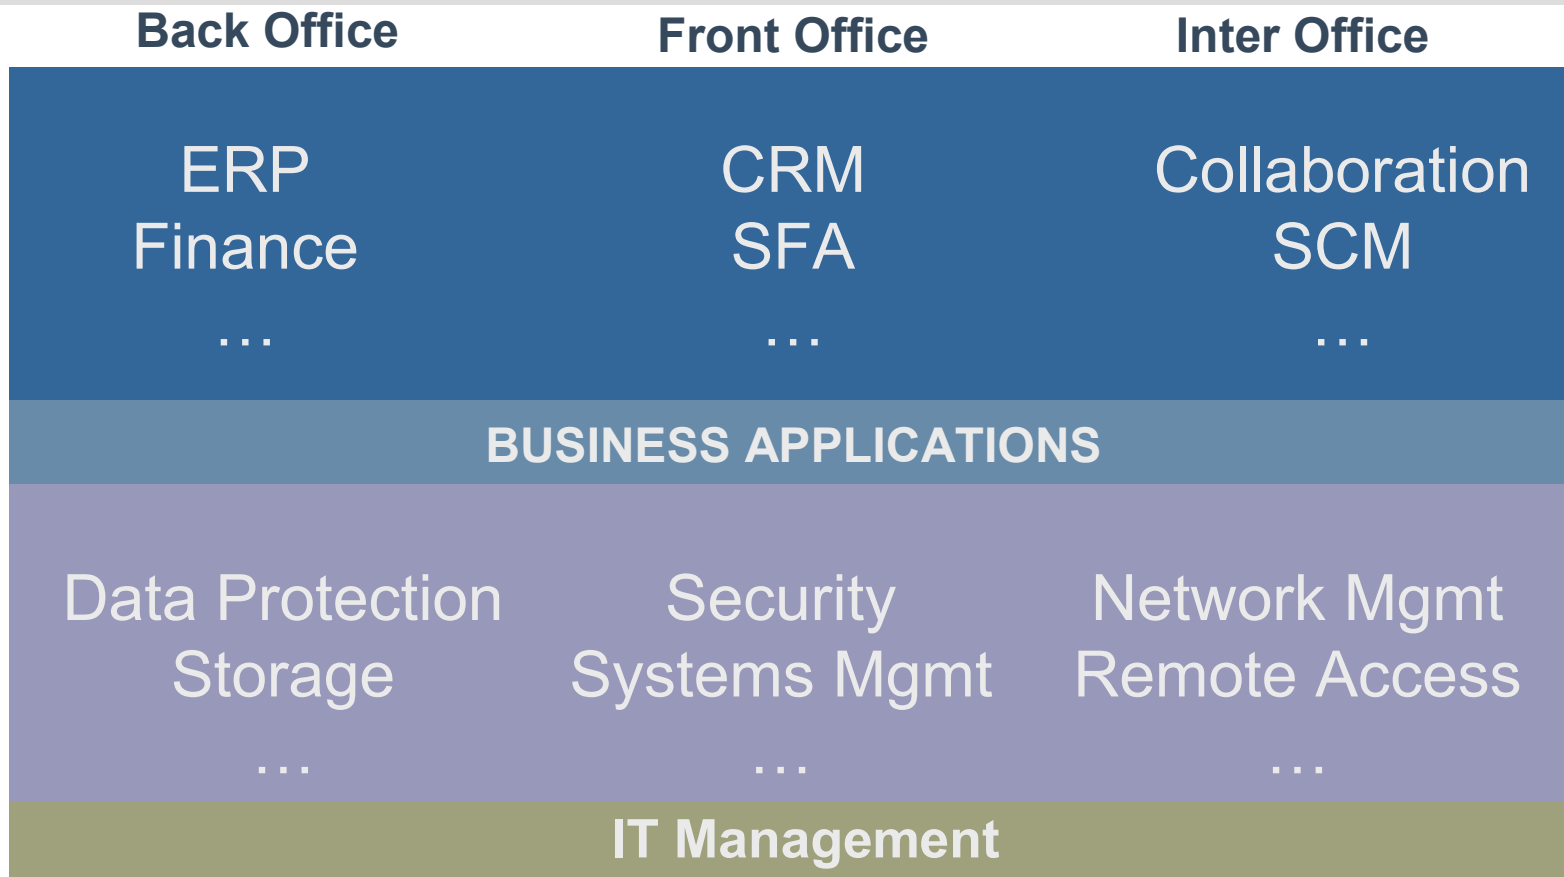 Back Office Front Office Inter Office
ERP CRM Collaboration
Finance SFA SCM
… … …
BUSINESS APPLICATIONS
Data Protection Security Network Mgmt
Storage Systems Mgmt Remote Access
… … …
IT Management